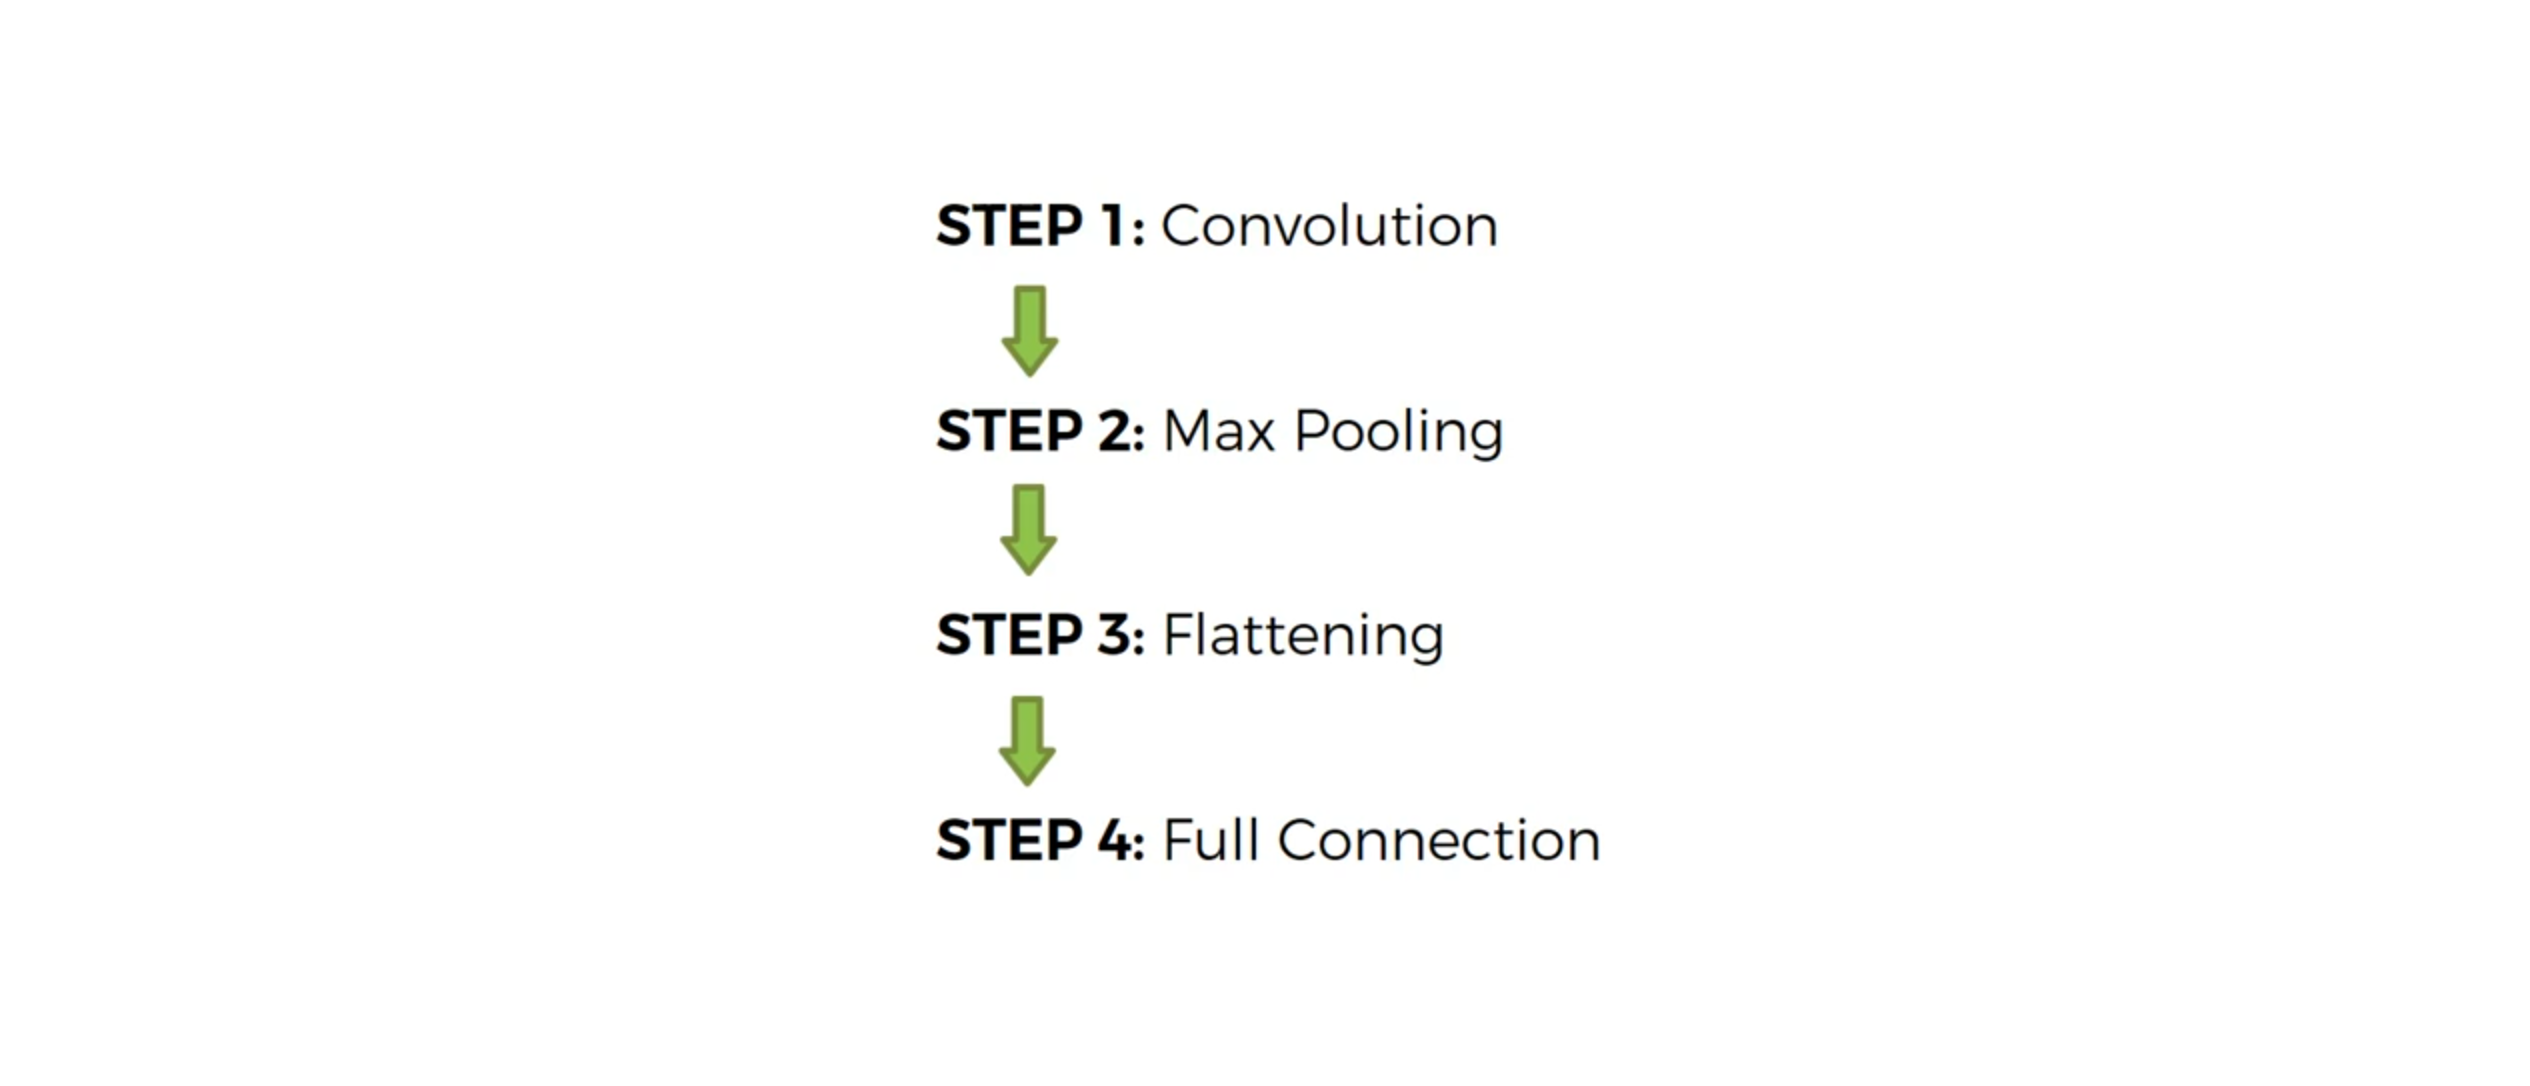 STEP 1: Convolution
STEP 2: Max Pooling
STEP 3: Flattening
STEP 4: Full Connection